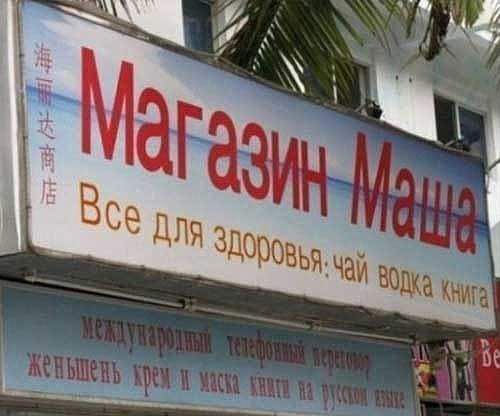 海丽达商店
Магазин Маша
Все для здоровья: чай водка книга
международный телефонный переговор
женьшень крем и маска книги на русском языке
Ве